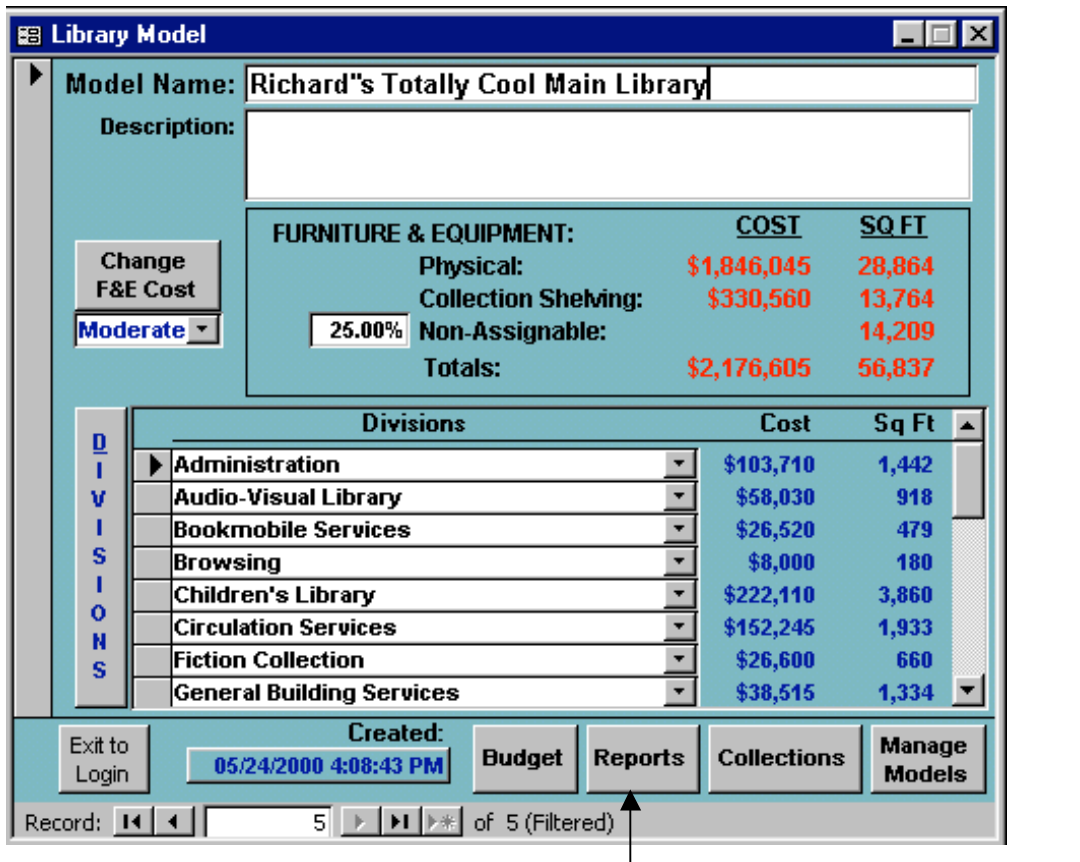 Library Model
Model Name: Richard"s Totally Cool Main Library
Description:
FURNITURE & EQUIPMENT: COST SQ FT
Change F&E Cost
Physical: $1,846,045 28,864
Collection Shelving: $330,560 13,764
Moderate 25.00% Non-Assignable: 14,209
Totals: $2,176,605 56,837
DIVISIONS
Divisions Cost Sq Ft
Administration $103,710 1,442
Audio-Visual Library $58,030 918
Bookmobile Services $26,520 479
Browsing $8,000 180
Children's Library $222,110 3,860
Circulation Services $152,245 1,933
Fiction Collection $26,600 660
General Building Services $38,515 1,334
Exit to Login
Created:
05/24/2000 4:08:43 PM
Budget
Reports
Collections
Manage Models
Record: 5 of 5 (Filtered)